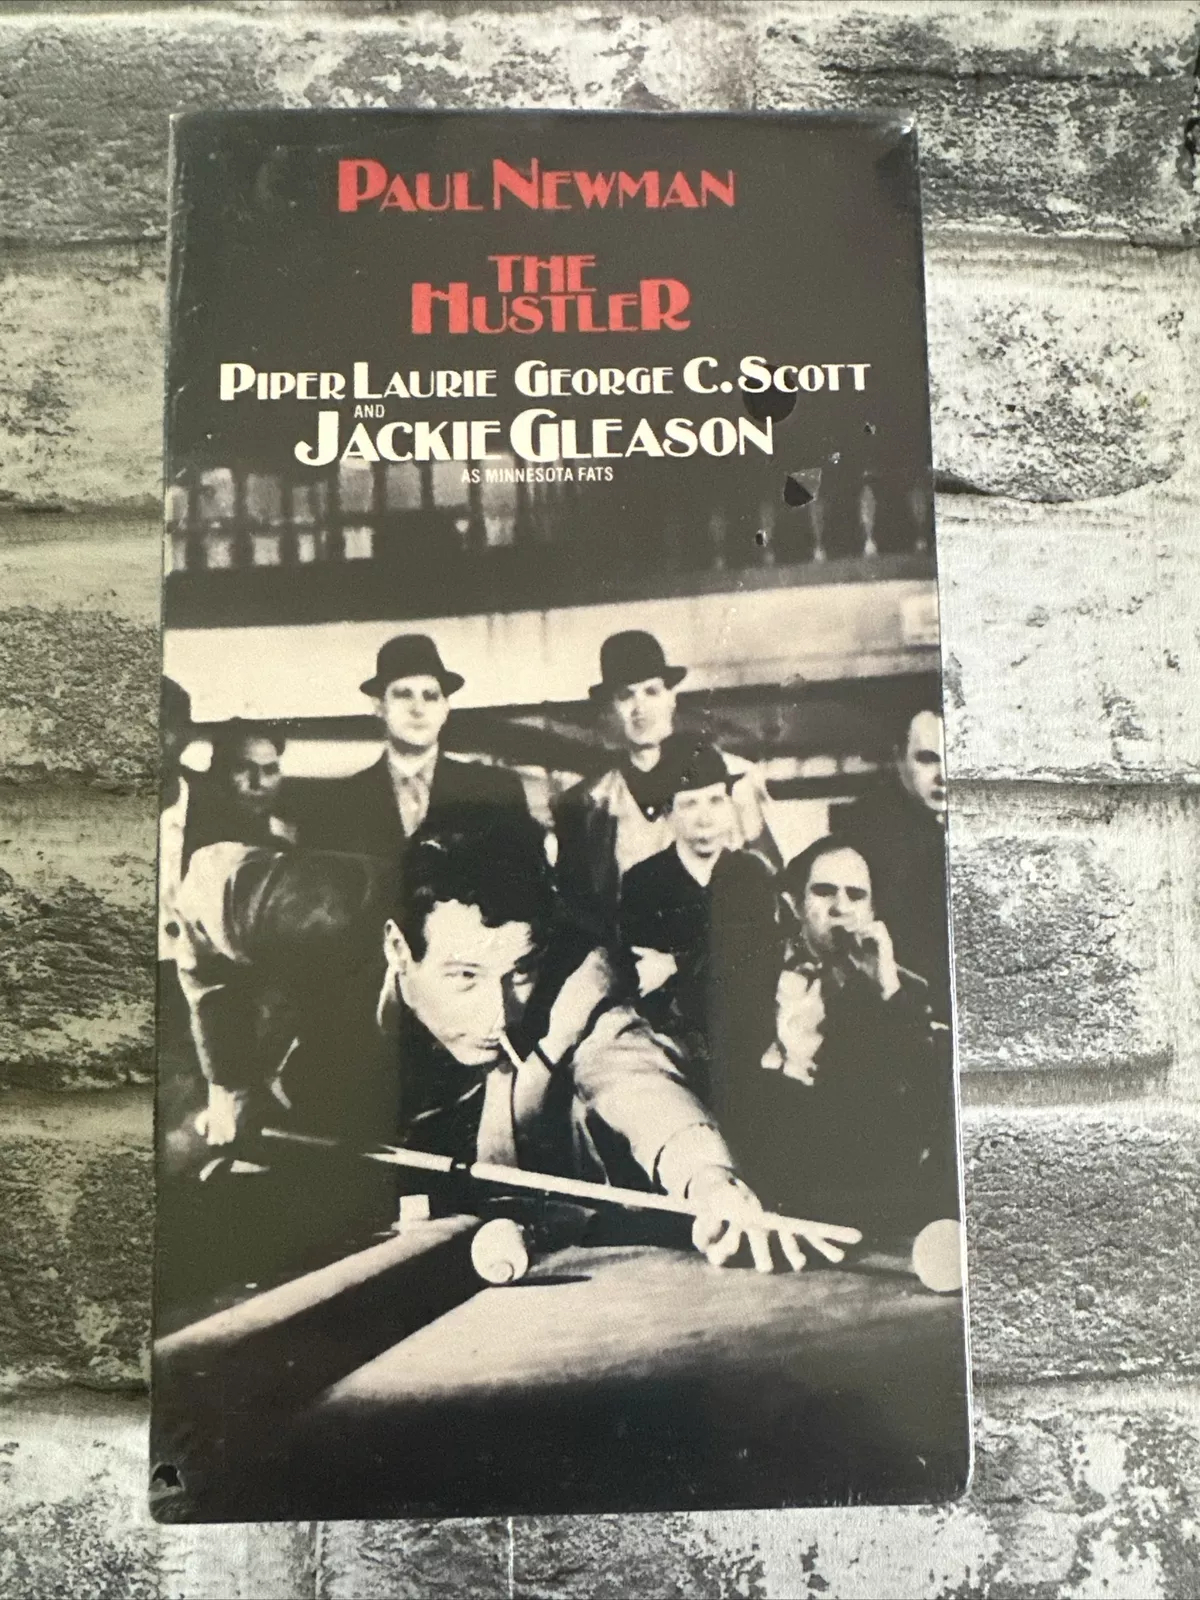 PAUL NEWMAN
THE
HUSTLER
PIPER LAURIE GEORGE C. SCOTT
AND
JACKIE GLEASON
AS MINNESOTA FATS